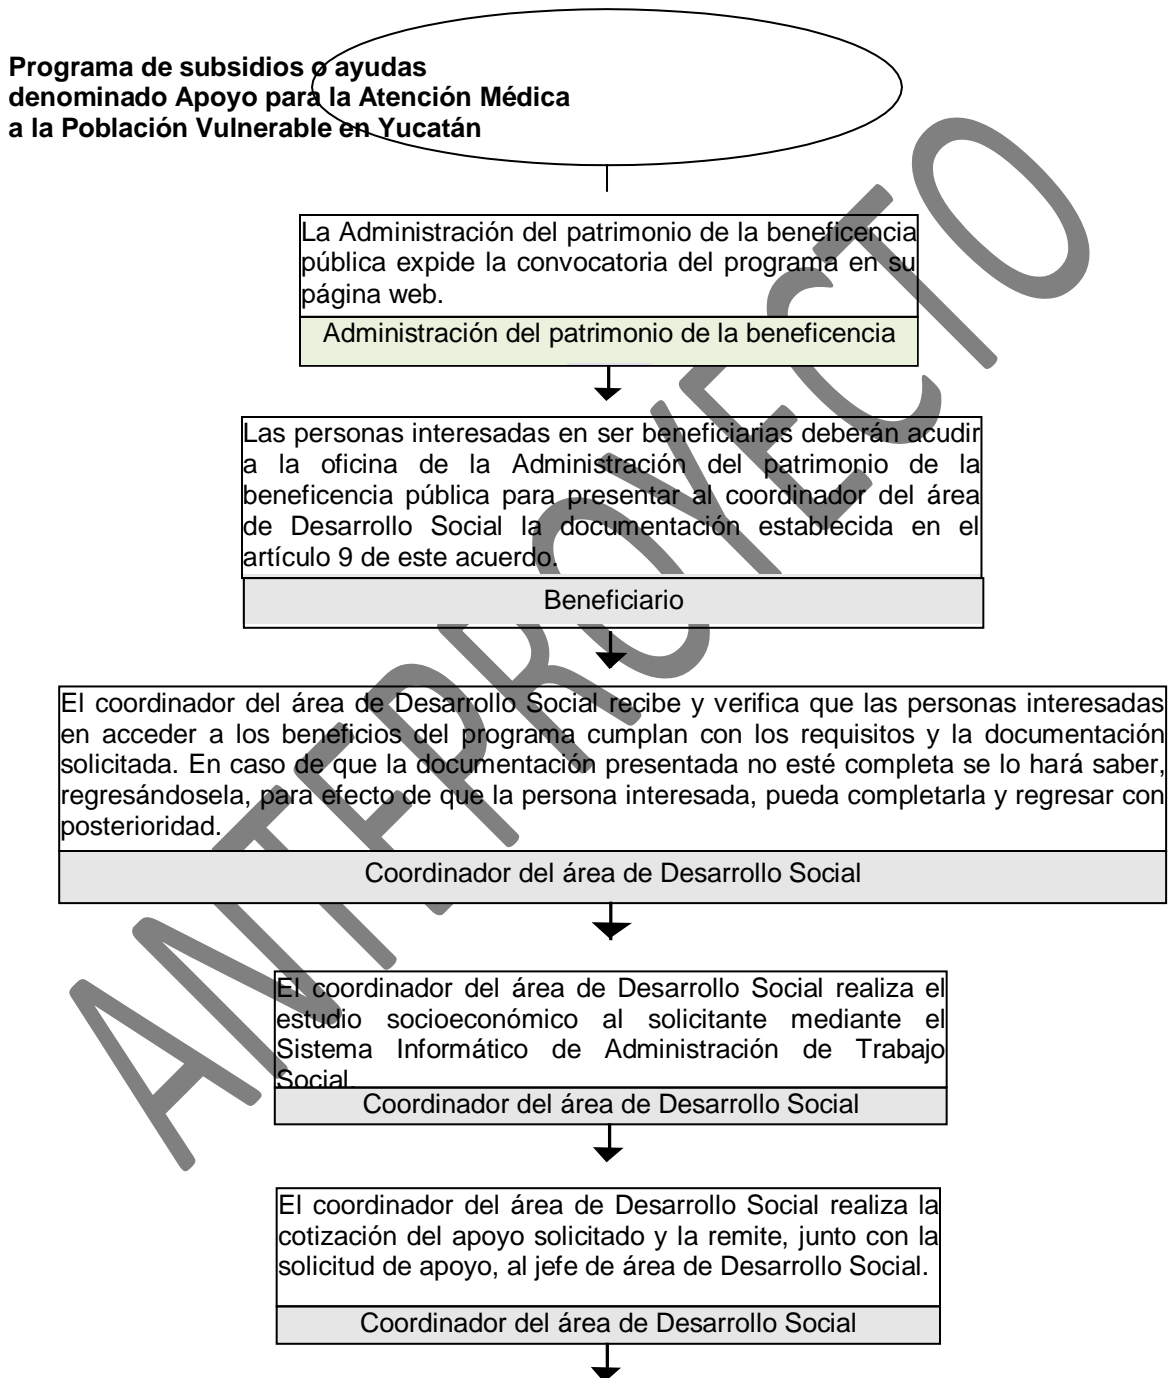 Programa de subsidios o ayudas
denominado Apoyo para la Atención Médica
a la Población Vulnerable en Yucatán
La Administración del patrimonio de la beneficencia
pública expide la convocatoria del programa en su
página web.
Administración del patrimonio de la beneficencia
Las personas interesadas en ser beneficiarias deberán acudir
a la oficina de la Administración del patrimonio de la
beneficencia pública para presentar al coordinador del área
de Desarrollo Social la documentación establecida en el
artículo 9 de este acuerdo.
Beneficiario
El coordinador del área de Desarrollo Social recibe y verifica que las personas interesadas
en acceder a los beneficios del programa cumplan con los requisitos y la documentación
solicitada. En caso de que la documentación presentada no esté completa se lo hará saber,
regresándosela, para efecto de que la persona interesada, pueda completarla y regresar con
posterioridad.
Coordinador del área de Desarrollo Social
El coordinador del área de Desarrollo Social realiza el
estudio socioeconómico al solicitante mediante el
Sistema Informático de Administración de Trabajo
Social.
Coordinador del área de Desarrollo Social
El coordinador del área de Desarrollo Social realiza la
cotización del apoyo solicitado y la remite, junto con la
solicitud de apoyo, al jefe de área de Desarrollo Social.
Coordinador del área de Desarrollo Social
ANTEPROYECTO